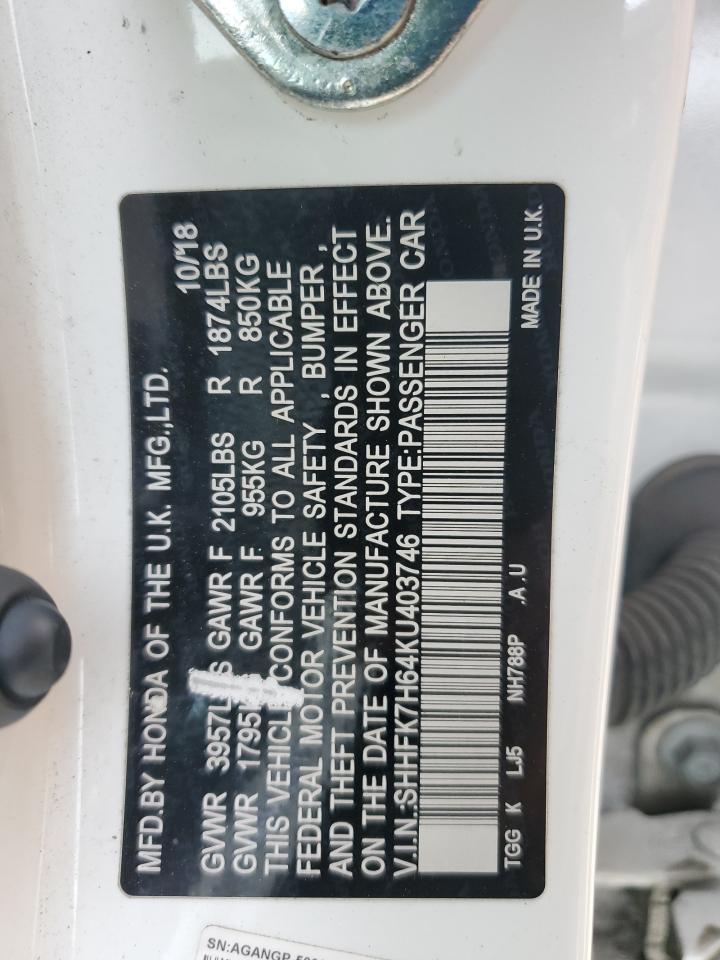 MFD.BY HONDA OF THE U.K. MFG.,LTD. 10/18
GVWR 3957L S GAWR F 2105LBS R 1874LBS
GVWR 1795 GAWR F 955KG R 850KG
THIS VEHICLE CONFORMS TO ALL APPLICABLE
FEDERAL MOTOR VEHICLE SAFETY , BUMPER ,
AND THEFT PREVENTION STANDARDS IN EFFECT
ON THE DATE OF MANUFACTURE SHOWN ABOVE.
V.I.N.:SHHFK7H64KU403746 TYPE:PASSENGER CAR
TGG K LJ5 NH788P .A .U MADE IN U.K.
SN:AGANGP